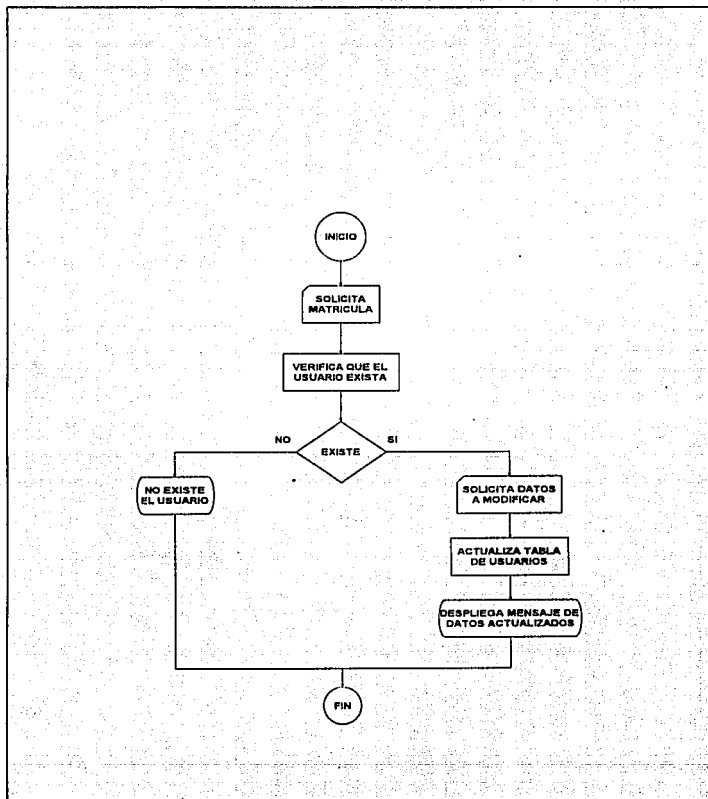 INICIO
SOLICITA
MATRICULA
VERIFICA QUE EL
USUARIO EXISTA
NO
SI
EXISTE
NO EXISTE
EL USUARIO
SOLICITA DATOS
A MODIFICAR
ACTUALIZA TABLA
DE USUARIOS
DESPLIEGA MENSAJE DE
DATOS ACTUALIZADOS
FIN